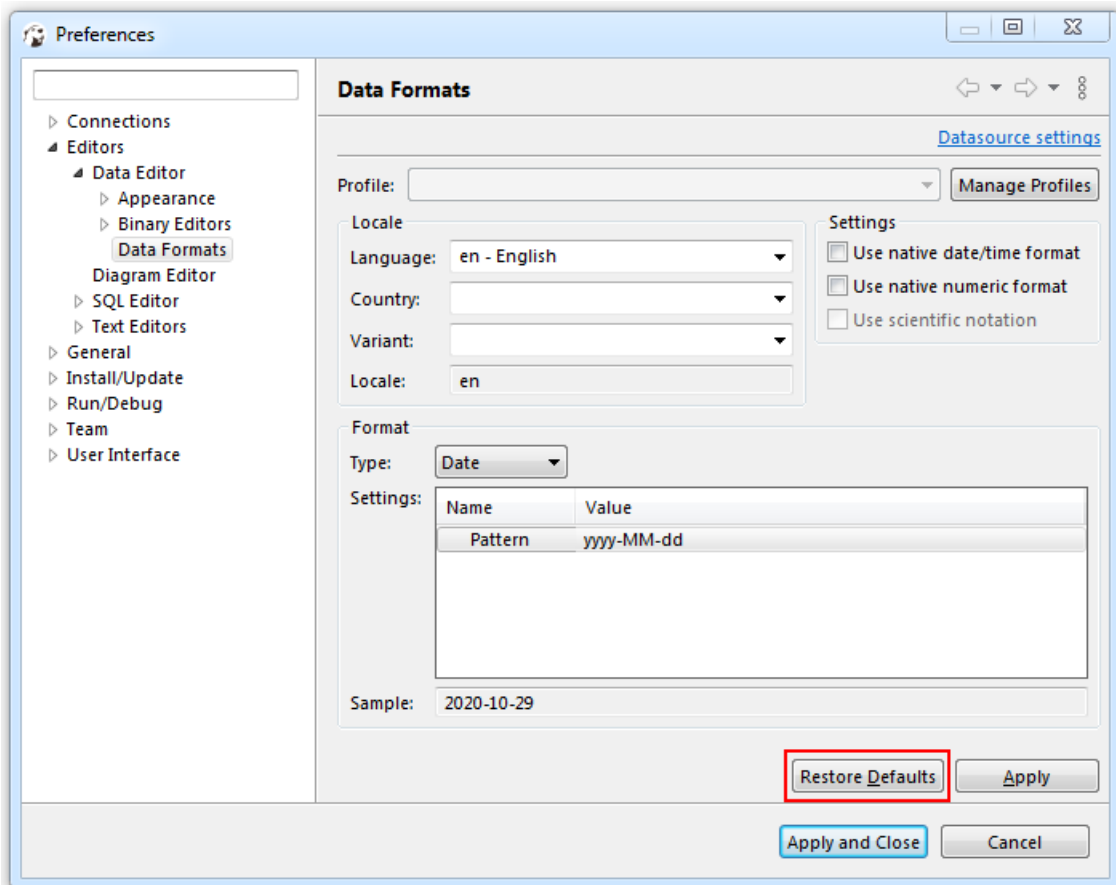 Preferences
Connections
Editors
Data Editor
Appearance
Binary Editors
Data Formats
Diagram Editor
SQL Editor
Text Editors
General
Install/Update
Run/Debug
Team
User Interface
Data Formats
Datasource settings
Profile:
Manage Profiles
Locale
Language: en - English
Country:
Variant:
Locale: en
Settings
Use native date/time format
Use native numeric format
Use scientific notation
Format
Type: Date
Settings:
Name Value
Pattern yyyy-MM-dd
Sample: 2020-10-29
Restore Defaults Apply
Apply and Close Cancel